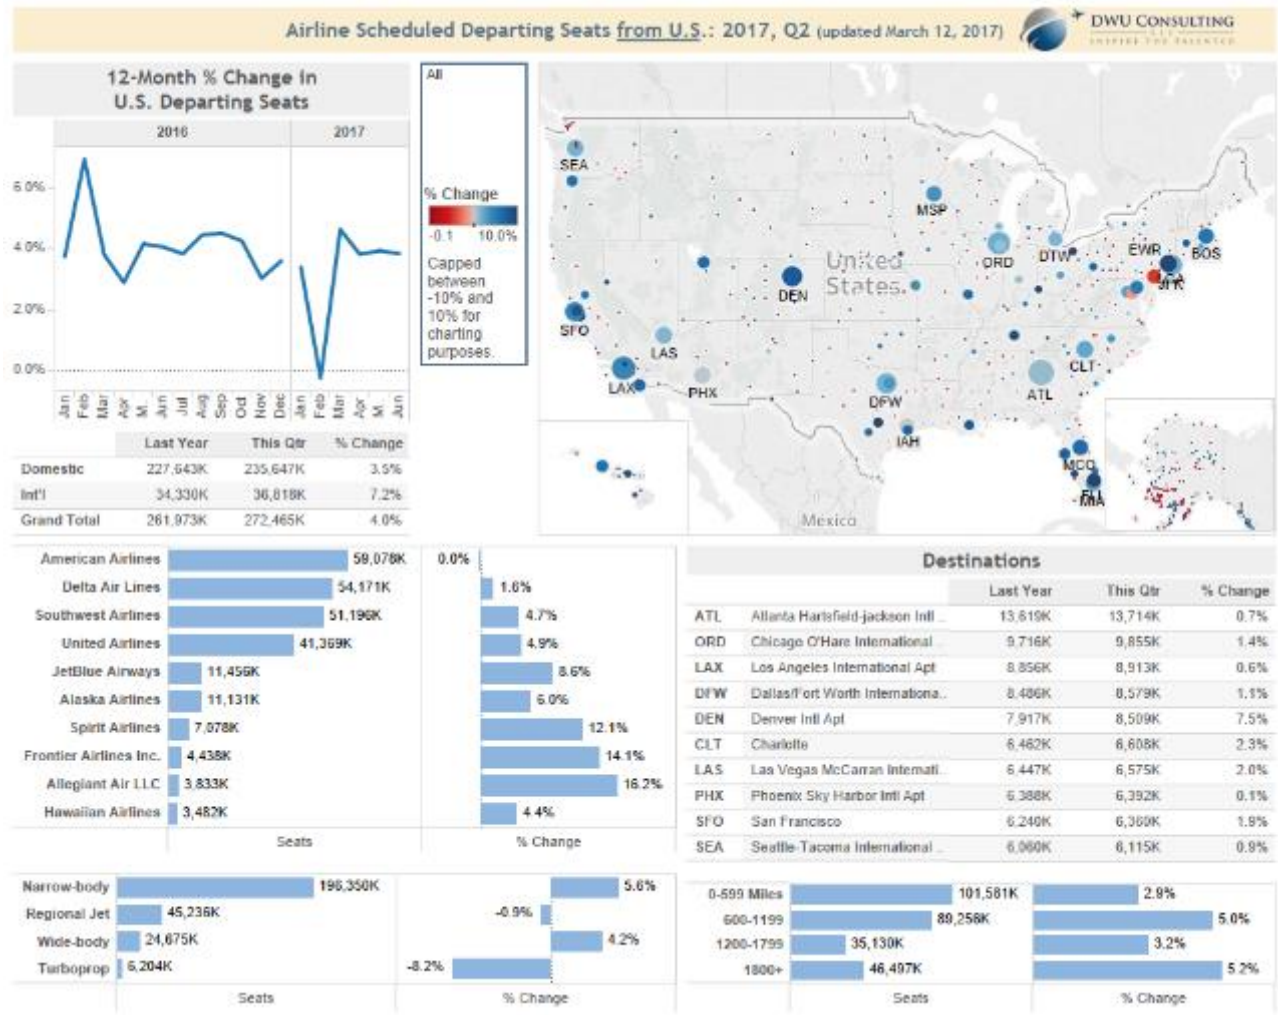 Airline Scheduled Departing Seats from U.S.: 2017, Q2 (updated March 12, 2017)
DWU CONSULTING
12-Month % Change in
U.S. Departing Seats
2016 2017
6.0%
4.0%
2.0%
0.0%
Jan Feb Mar Apr M. Jun Jul Aug Sep Oct Nov Dec Jan Feb Mar Apr M. Jun
All
% Change
-0.1 10.0%
Capped
between
-10% and
10% for
charting
purposes.
SEA
MSP
ORD
DTW
EWR
BOS
JFK
United
States
DEN
SFO
LAS
LAX
PHX
DFW
CLT
ATL
IAH
MCO
FLL
MIA
Mexico
Last Year This Qtr % Change
Domestic 227,643K 235,647K 3.5%
Int'l 34,330K 36,818K 7.2%
Grand Total 261,973K 272,465K 4.0%
American Airlines 59,078K 0.0%
Delta Air Lines 54,171K 1.6%
Southwest Airlines 51,196K 4.7%
United Airlines 41,369K 4.9%
JetBlue Airways 11,456K 8.6%
Alaska Airlines 11,131K 6.0%
Spirit Airlines 7,078K 12.1%
Frontier Airlines Inc. 4,438K 14.1%
Allegiant Air LLC 3,833K 16.2%
Hawaiian Airlines 3,482K 4.4%
Seats % Change
Destinations
Last Year This Qtr % Change
ATL Atlanta Hartsfield-jackson Intl .. 13,619K 13,714K 0.7%
ORD Chicago O'Hare International .. 9,716K 9,855K 1.4%
LAX Los Angeles International Apt 8,856K 8,913K 0.6%
DFW Dallas/Fort Worth Internationa.. 8,486K 8,579K 1.1%
DEN Denver Intl Apt 7,917K 8,509K 7.5%
CLT Charlotte 6,462K 6,608K 2.3%
LAS Las Vegas McCarran Internati.. 6,447K 6,575K 2.0%
PHX Phoenix Sky Harbor Intl Apt 6,388K 6,392K 0.1%
SFO San Francisco 6,240K 6,360K 1.9%
SEA Seattle-Tacoma International .. 6,060K 6,115K 0.9%
Narrow-body 196,350K 5.6%
Regional Jet 45,236K -0.9%
Wide-body 24,675K 4.2%
Turboprop 6,204K -8.2%
Seats % Change
0-599 Miles 101,581K 2.9%
600-1199 89,256K 5.0%
1200-1799 35,130K 3.2%
1800+ 46,497K 5.2%
Seats % Change